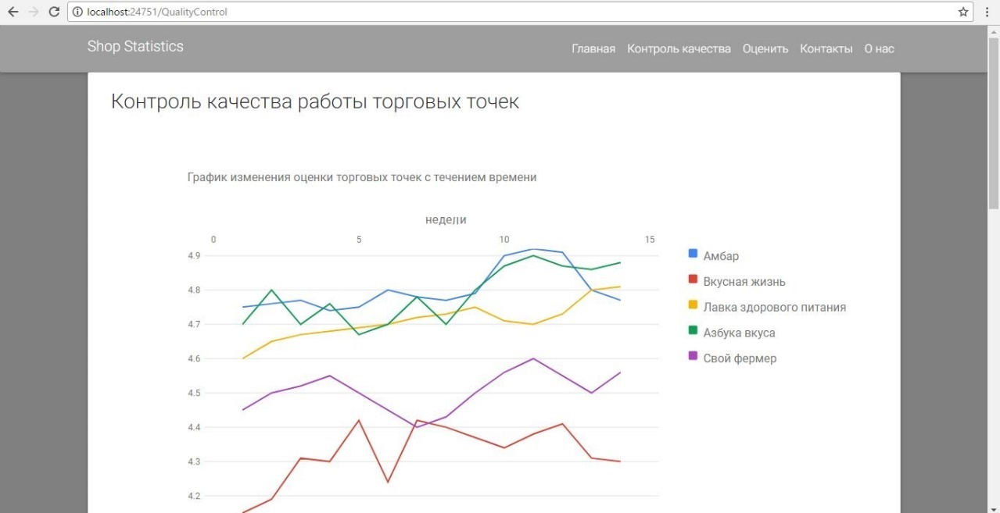 localhost:24751/QualityControl
Shop Statistics
Главная Контроль качества Оценить Контакты О нас
Контроль качества работы торговых точек
График изменения оценки торговых точек с течением времени
недели
0 5 10 15
4.9
4.8
4.7
4.6
4.5
4.4
4.3
4.2
Амбар
Вкусная жизнь
Лавка здорового питания
Азбука вкуса
Свой фермер